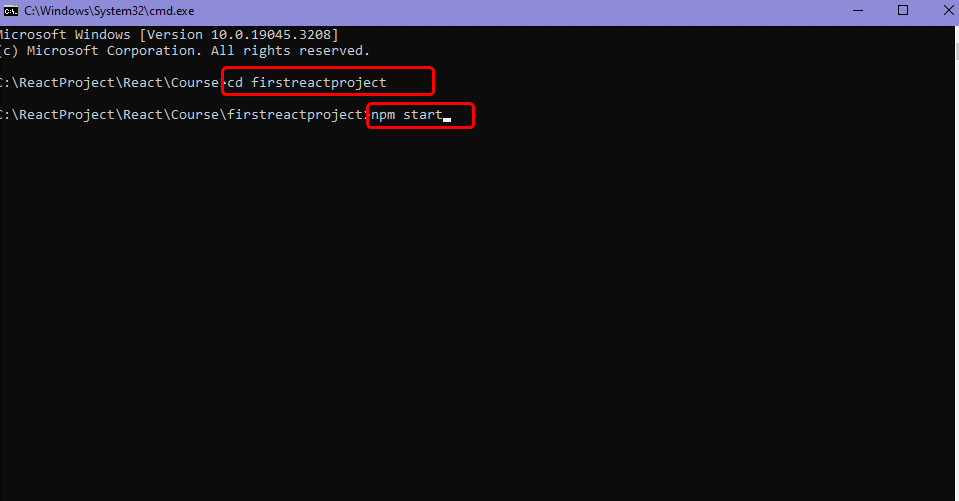 C:\Windows\System32\cmd.exe
Microsoft Windows [Version 10.0.19045.3208]
(c) Microsoft Corporation. All rights reserved.
C:\ReactProject\React\Course>cd firstreactproject
C:\ReactProject\React\Course\firstreactproject>npm start